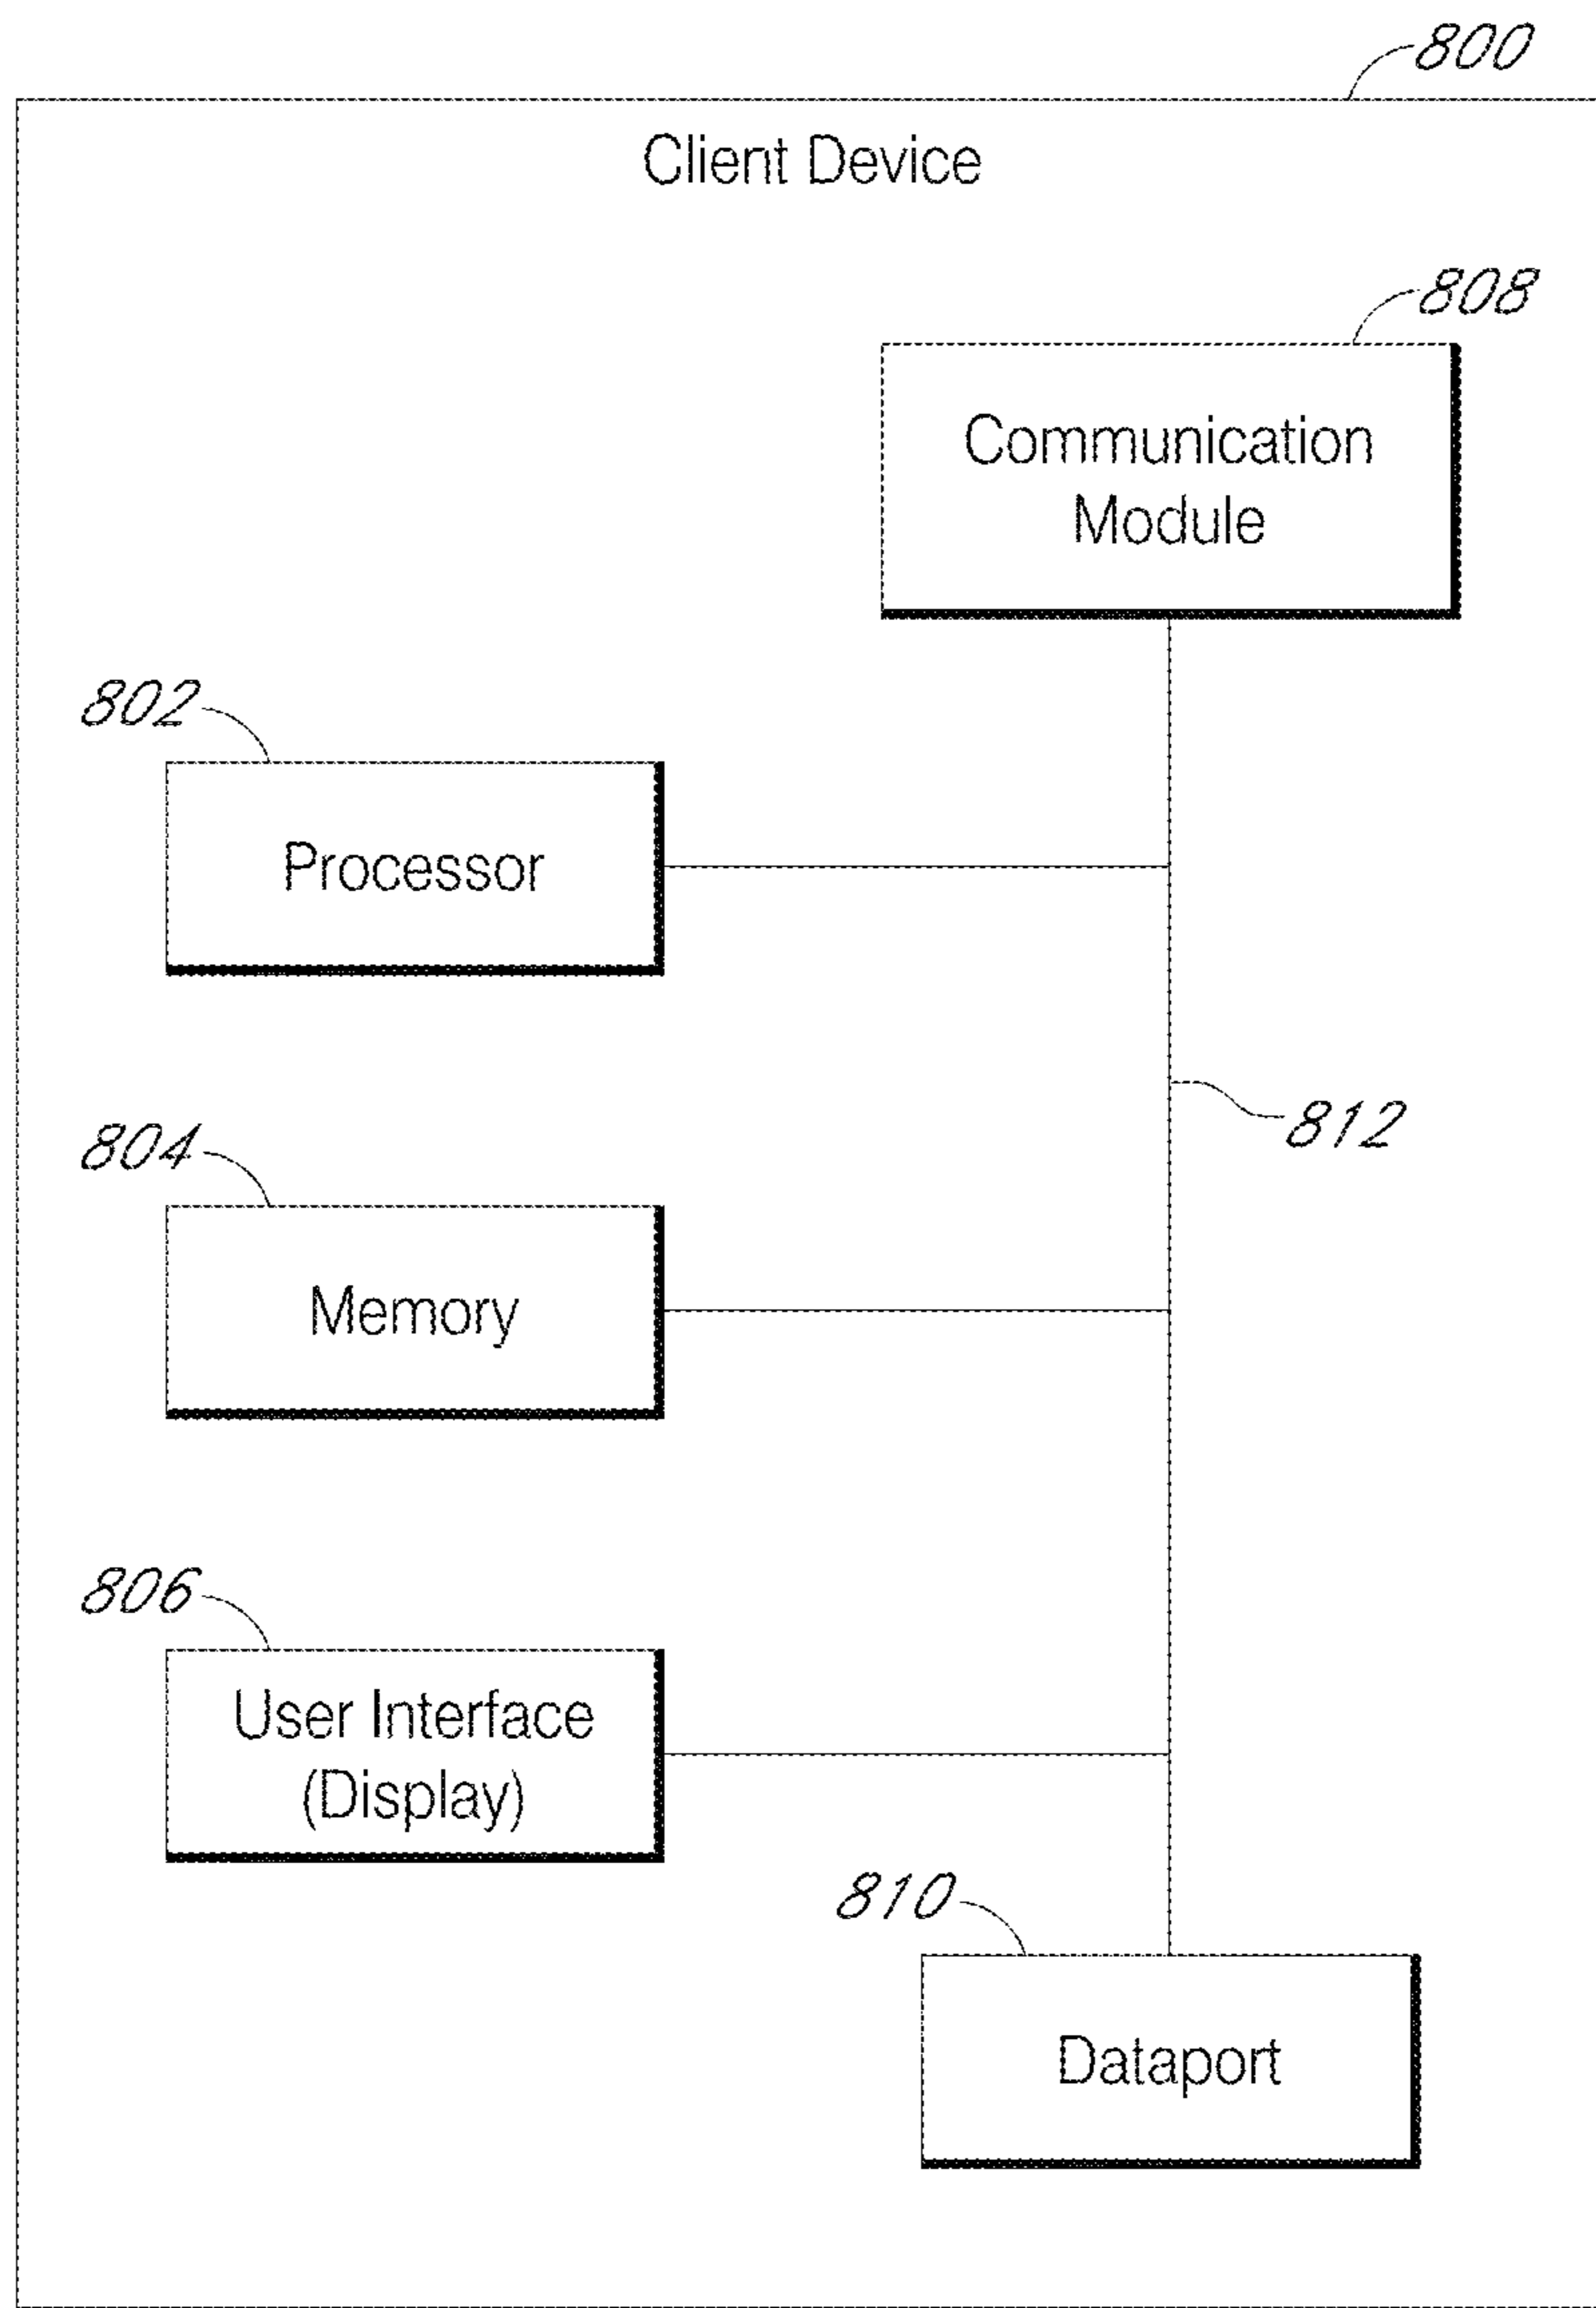 800
Client Device
808
Communication
Module
802
Processor
812
804
Memory
806
User Interface
(Display)
810
Dataport